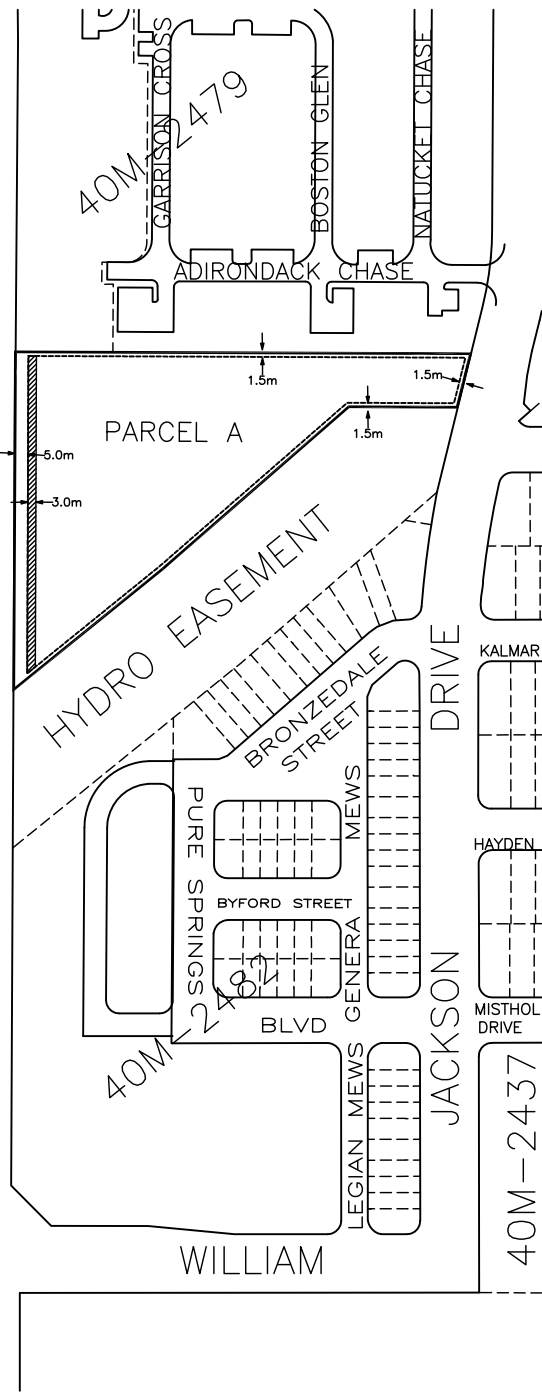 GARRISON CROSS
BOSTON GLEN
NATUCKET CHASE
40M-2479
ADIRONDACK CHASE
1.5m
1.5m
1.5m
PARCEL A
5.0m
3.0m
HYDRO EASEMENT
KALMAR
BRONZEDALE
STREET
DRIVE
PURE SPRINGS
MEWS
HAYDEN
BYFORD STREET
GENERA
40M-2482
BLVD
JACKSON
MISTHOL
DRIVE
LEGIAN MEWS
40M-2437
WILLIAM